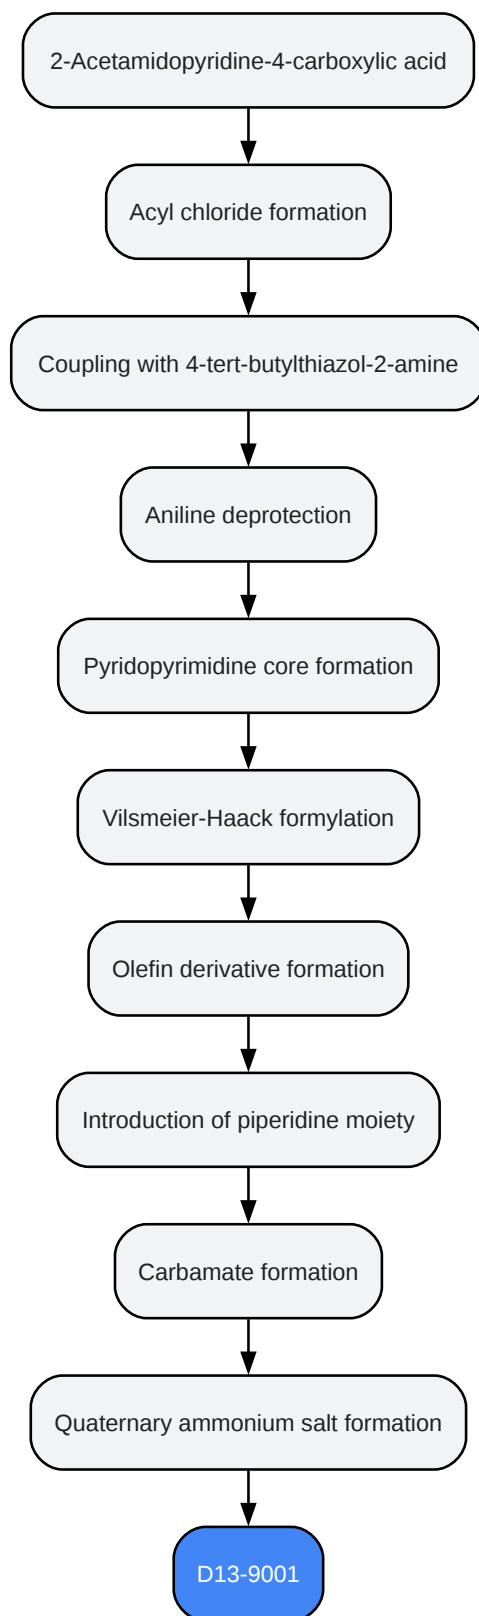 2-Acetamidopyridine-4-carboxylic acid
Acyl chloride formation
Coupling with 4-tert-butylthiazol-2-amine
Aniline deprotection
Pyridopyrimidine core formation
Vilsmeier-Haack formylation
Olefin derivative formation
Introduction of piperidine moiety
Carbamate formation
Quaternary ammonium salt formation
D13-9001